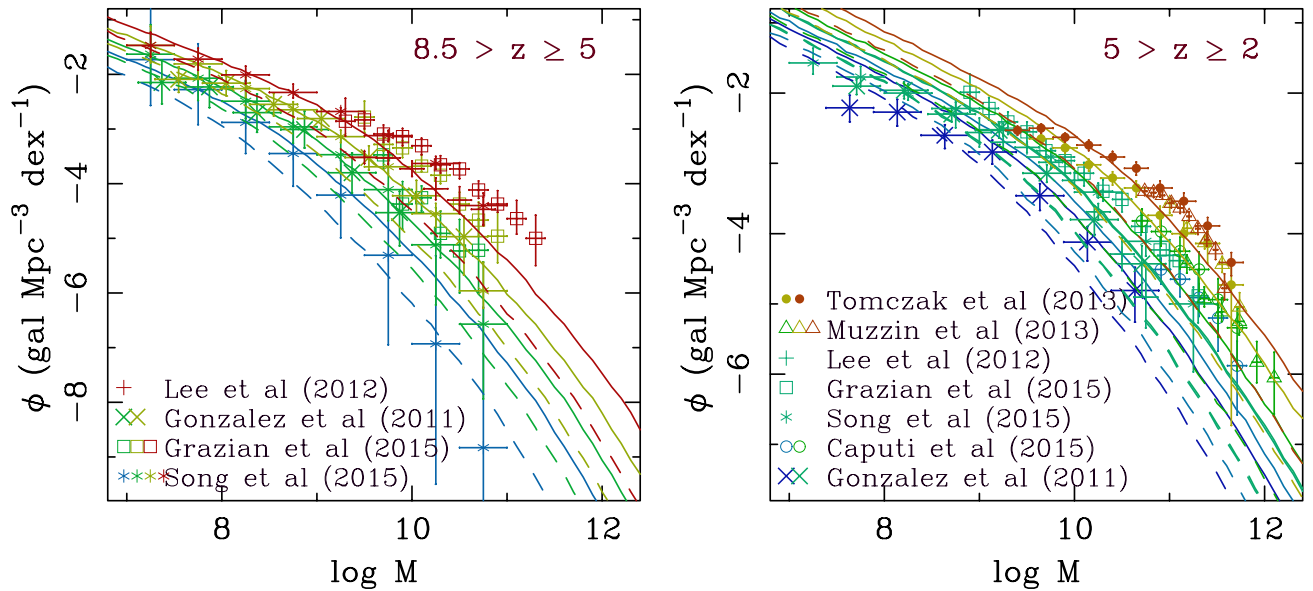 8.5 > z ≥ 5
φ (gal Mpc⁻³ dex⁻¹)
−2
−4
−6
−8
Lee et al (2012)
Gonzalez et al (2011)
Grazian et al (2015)
Song et al (2015)
8
10
12
log M
5 > z ≥ 2
φ (gal Mpc⁻³ dex⁻¹)
−2
−4
−6
Tomczak et al (2013)
Muzzin et al (2013)
Lee et al (2012)
Grazian et al (2015)
Song et al (2015)
Caputi et al (2015)
Gonzalez et al (2011)
8
10
12
log M